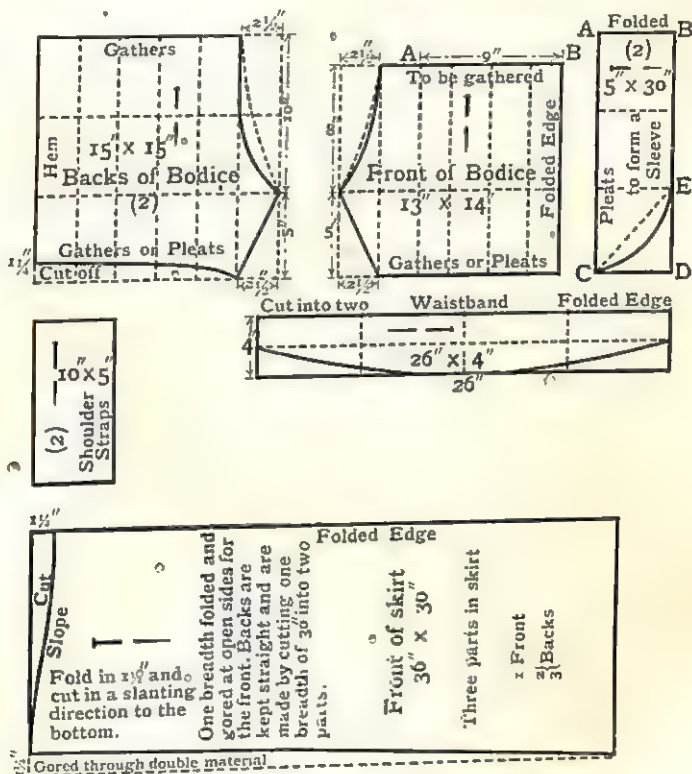 2½"
Gathers
10"
15" X 15"
Hem
Backs of Bodice
(2)
5"
Gathers or Pleats
1¼"
Cut off
2½"
2½"
A
9"
B
To be gathered
8"
Front of Bodice
13" X 14"
Folded Edge
5"
Gathers or Pleats
2½"
Folded
A
B
(2)
5" X 30"
Pleats
to form a
Sleeve
E
C
D
Cut into two
Waistband
Folded Edge
4"
26" X 4"
26"
10" X 5"
(2)
Shoulder
Straps
Folded Edge
Cut
Slope
Fold in 1½" and
cut in a slanting
direction to the
bottom.
One breadth folded and
gored at open sides for
the front. Backs are
kept straight and are
made by cutting one
breadth of 30" into two
parts.
Front of skirt
36" X 30"
Three parts in skirt
1 Front
2}Backs
3}
Gored through double material